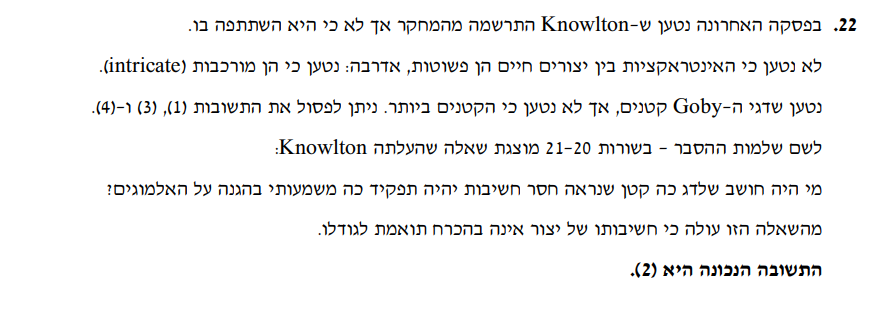 22. בפסקה האחרונה נטען ש-Knowlton התרשמה מהמחקר אך לא כי היא השתתפה בו.
לא נטען כי האינטראקציות בין יצורים חיים הן פשוטות, אדרבה: נטען כי הן מורכבות (intricate).
נטען שדגי ה-Goby קטנים, אך לא נטען כי הקטנים ביותר. ניתן לפסול את התשובות (1), (3) ו-(4).
לשם שלמות ההסבר - בשורות 20-21 מוצגת שאלה שהעלתה Knowlton:
מי היה חושב שלדג כה קטן שנראה חסר חשיבות יהיה תפקיד כה משמעותי בהגנה על האלמוגים?
מהשאלה הזו עולה כי חשיבותו של יצור אינה בהכרח תואמת לגודלו.
התשובה הנכונה היא (2).